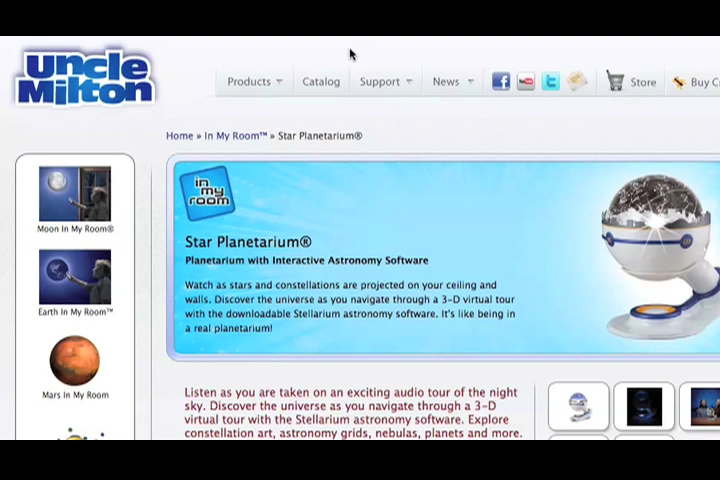 Uncle
Milton
Products
Catalog
Support
News
Store
Buy
Home » In My Room™ » Star Planetarium®
in
my
room
Star Planetarium®
Planetarium with Interactive Astronomy Software
Watch as stars and constellations are projected on your ceiling and
walls. Discover the universe as you navigate through a 3-D virtual tour
with the downloadable Stellarium astronomy software. It's like being in
a real planetarium!
Moon In My Room®
Earth In My Room™
Mars In My Room
Listen as you are taken on an exciting audio tour of the night
sky. Discover the universe as you navigate through a 3-D
virtual tour with the Stellarium astronomy software. Explore
constellation art, astronomy grids, nebulas, planets and more.